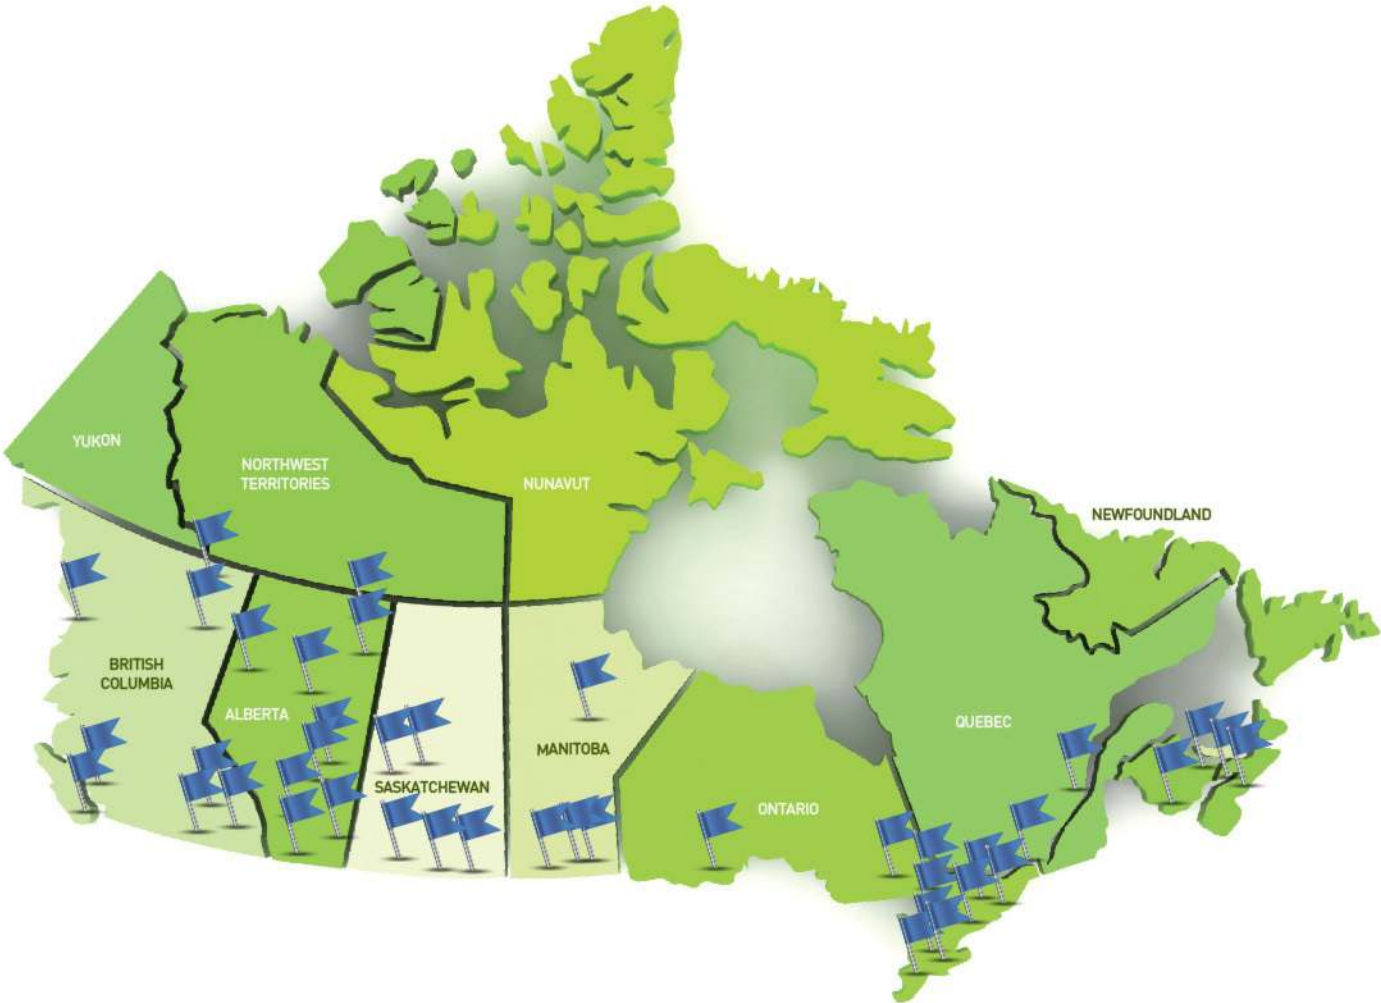 YUKON
NORTHWEST
TERRITORIES
NUNAVUT
NEWFOUNDLAND
BRITISH
COLUMBIA
ALBERTA
QUEBEC
MANITOBA
SASKATCHEWAN
ONTARIO